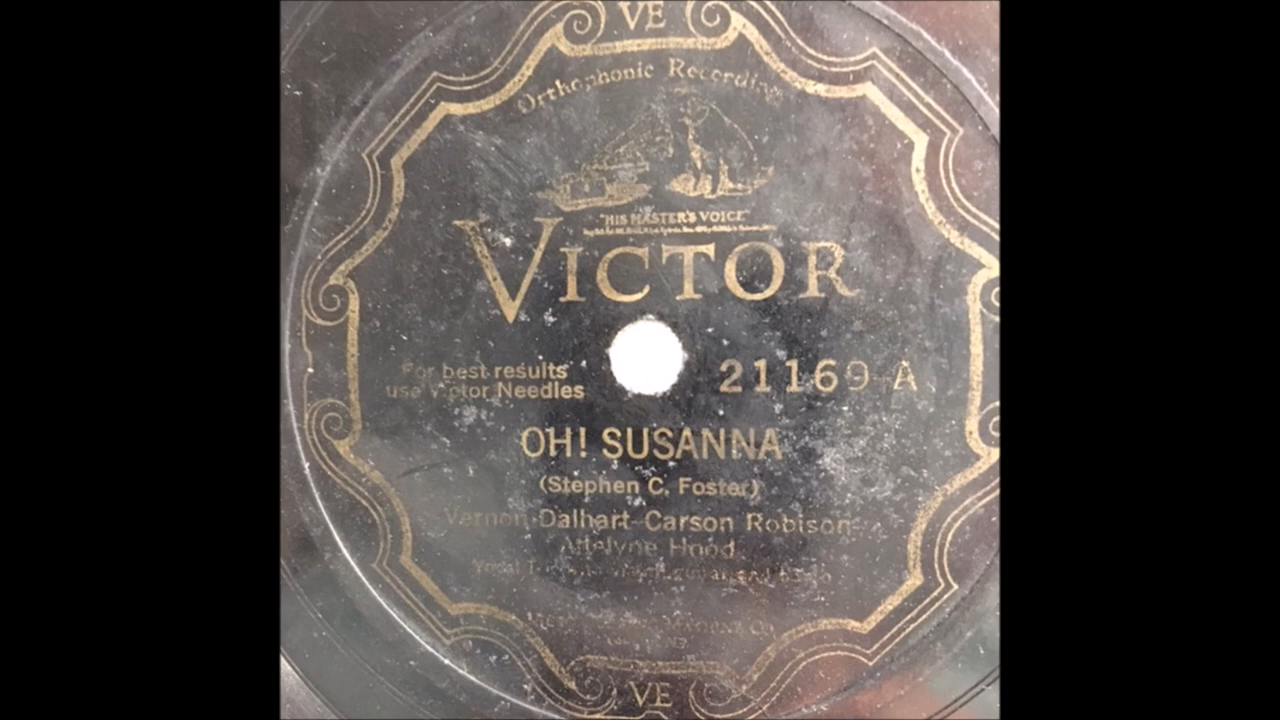 VE
Orthophonic Recording
"HIS MASTER'S VOICE"
VICTOR
For best results
use Victor Needles
21169-A
OH! SUSANNA
(Stephen C. Foster)
Vernon Dalhart-Carson Robison
Adelyne Hood
VE